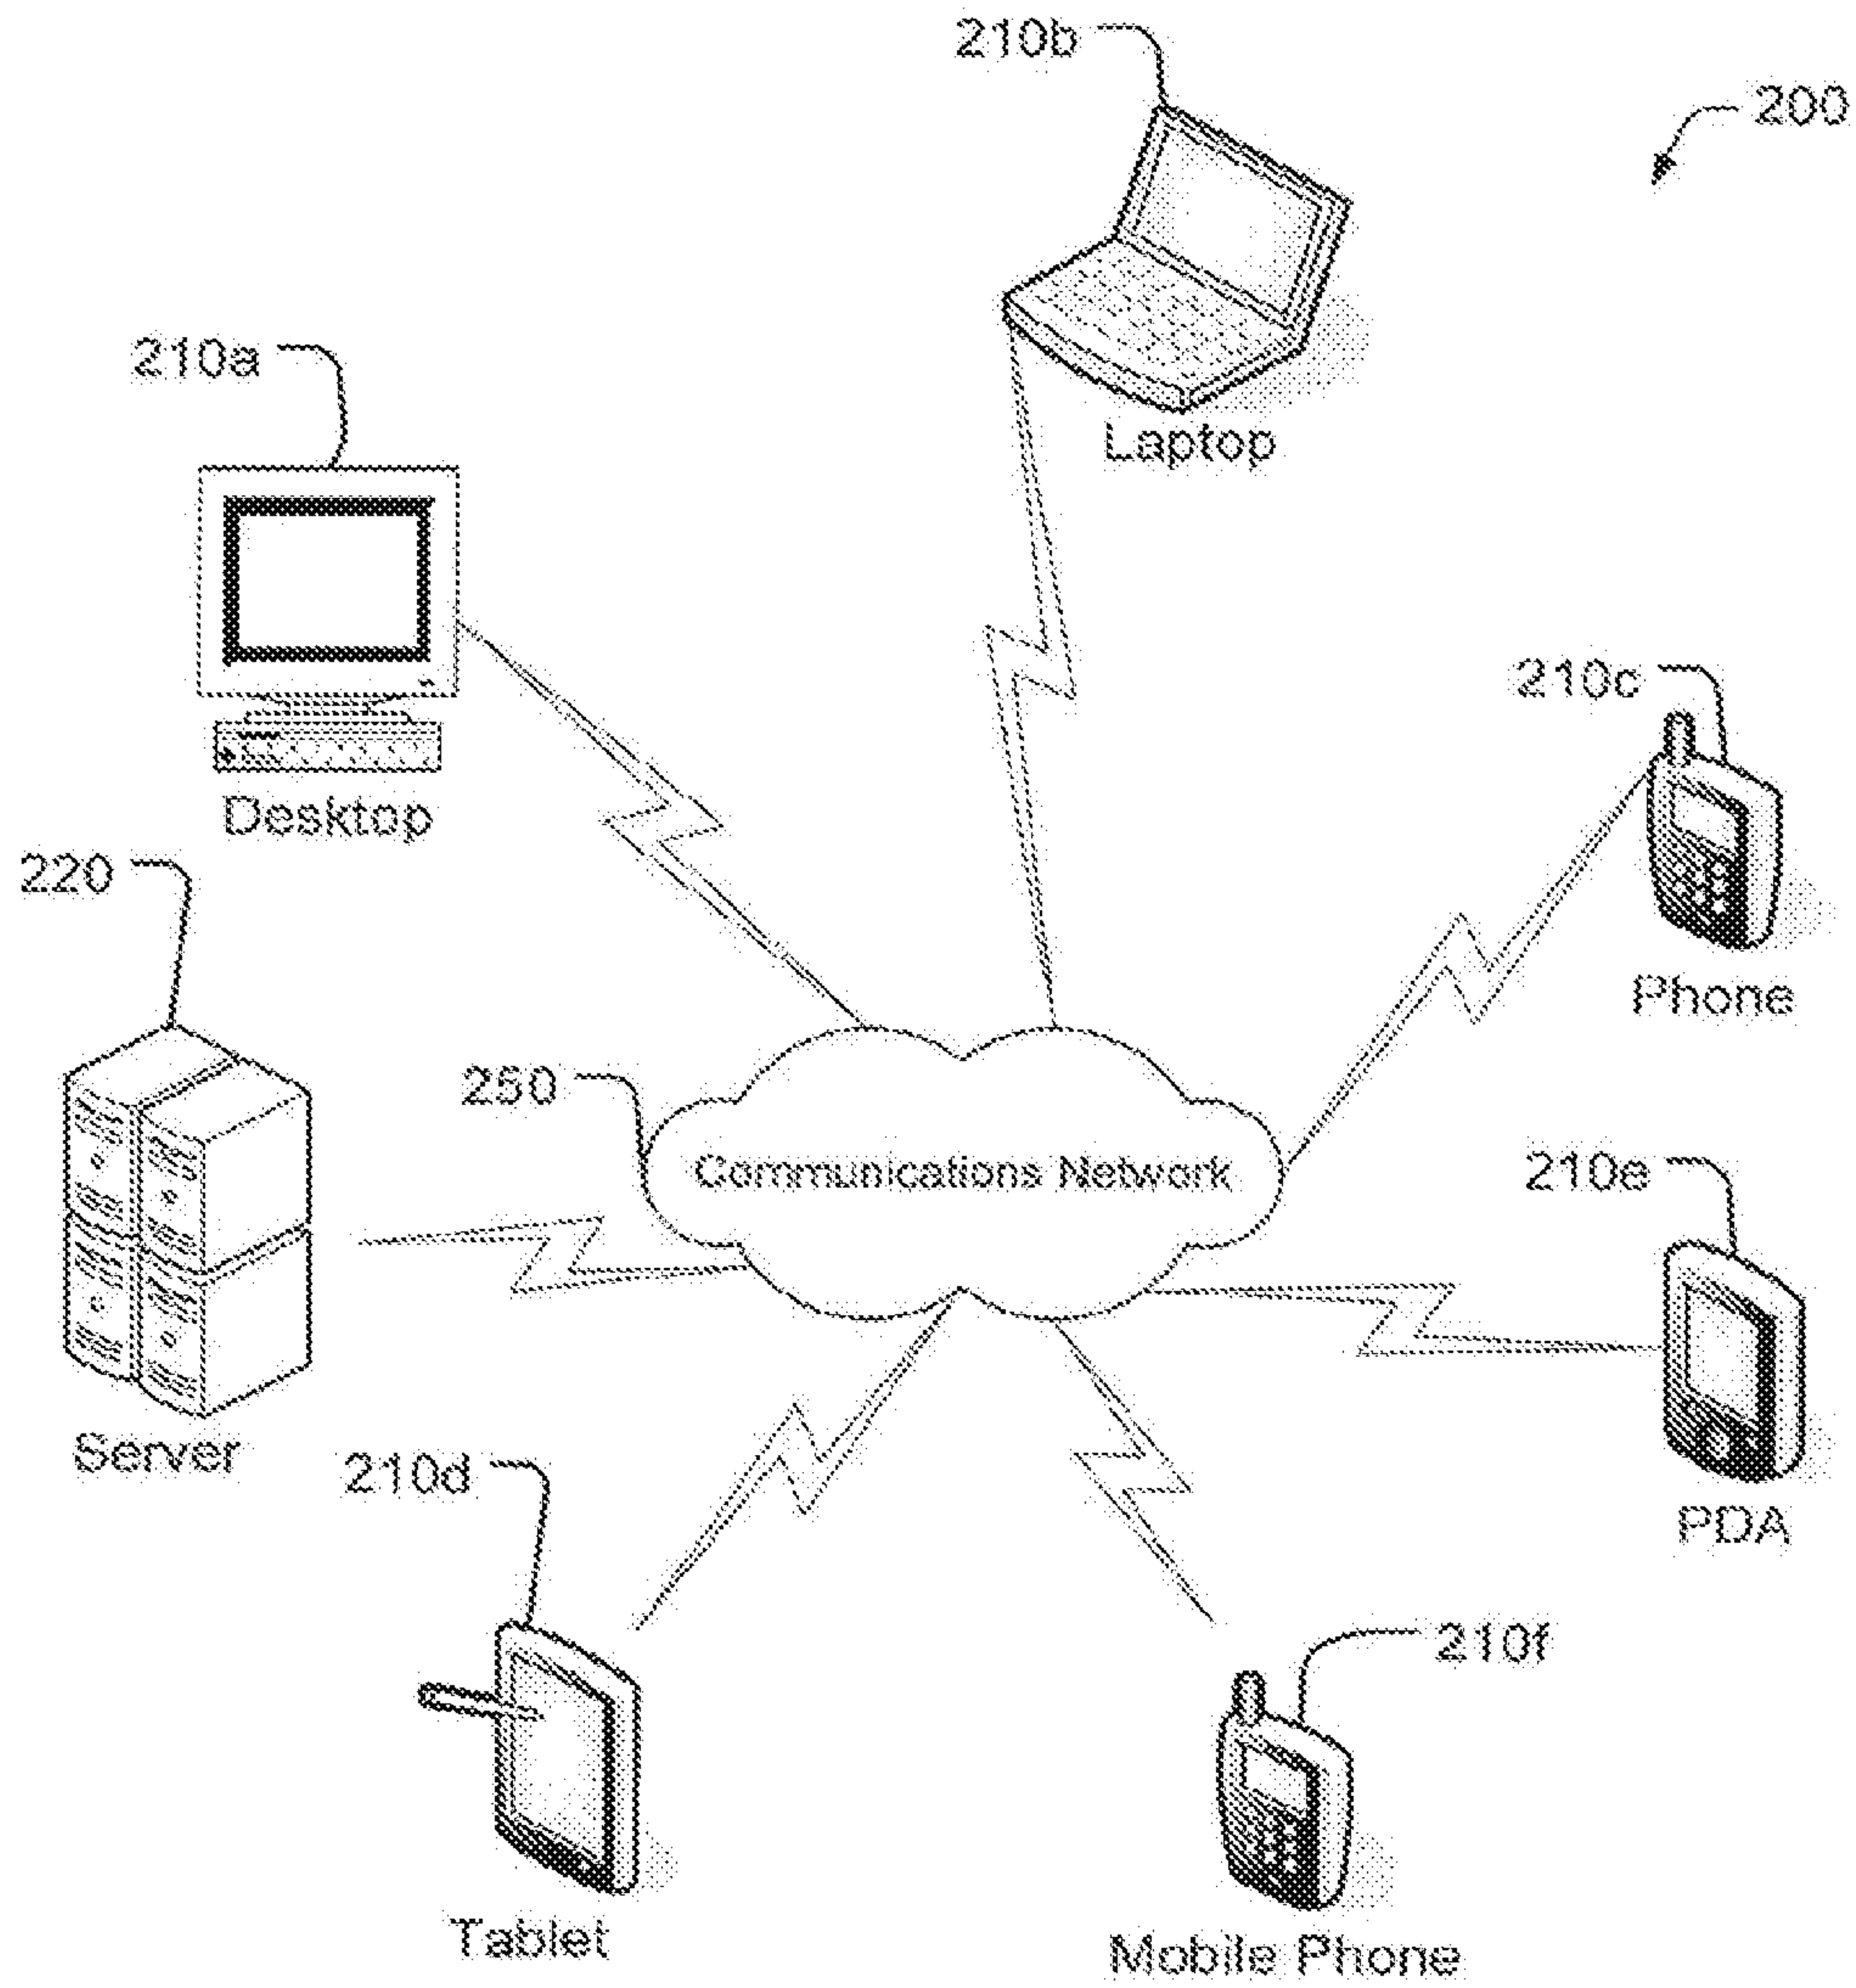 210b
200
210a
Laptop
210c
Desktop
220
Phone
250
Communications Network
210e
Server
210d
PDA
210f
Tablet
Mobile Phone